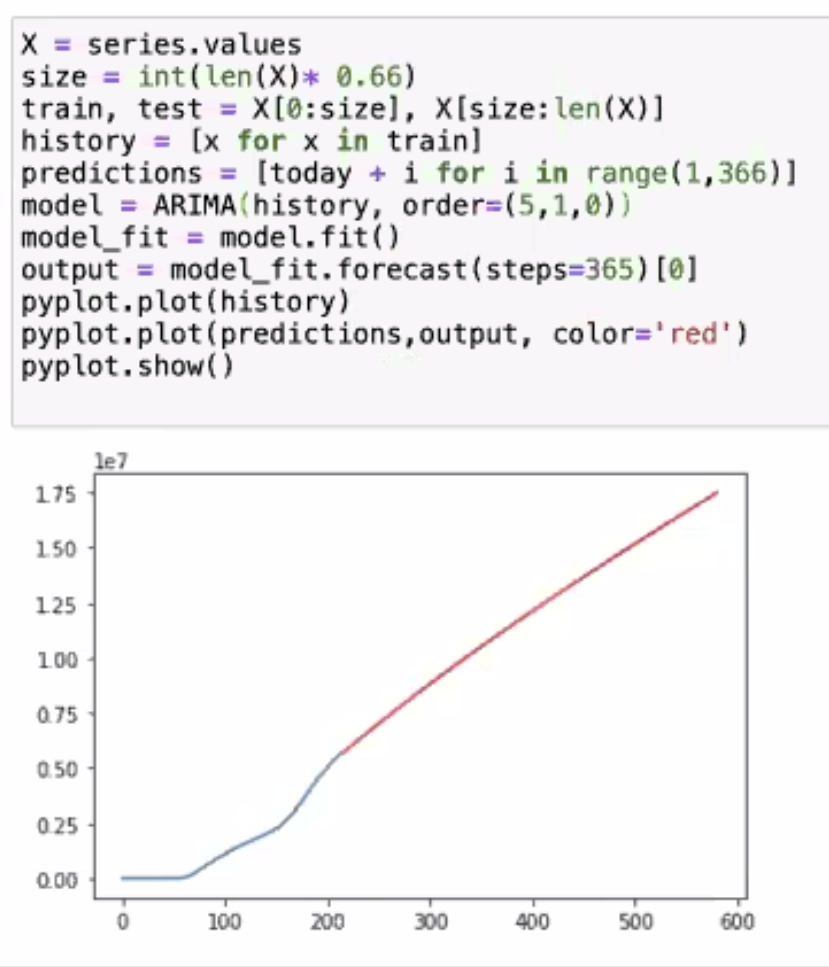 X = series.values
size = int(len(X)* 0.66)
train, test = X[0:size], X[size:len(X)]
history = [x for x in train]
predictions = [today + i for i in range(1,366)]
model = ARIMA(history, order=(5,1,0))
model_fit = model.fit()
output = model_fit.forecast(steps=365)[0]
pyplot.plot(history)
pyplot.plot(predictions,output, color='red')
pyplot.show()
1e7
1.75
1.50
1.25
1.00
0.75
0.50
0.25
0.00
0 100 200 300 400 500 600